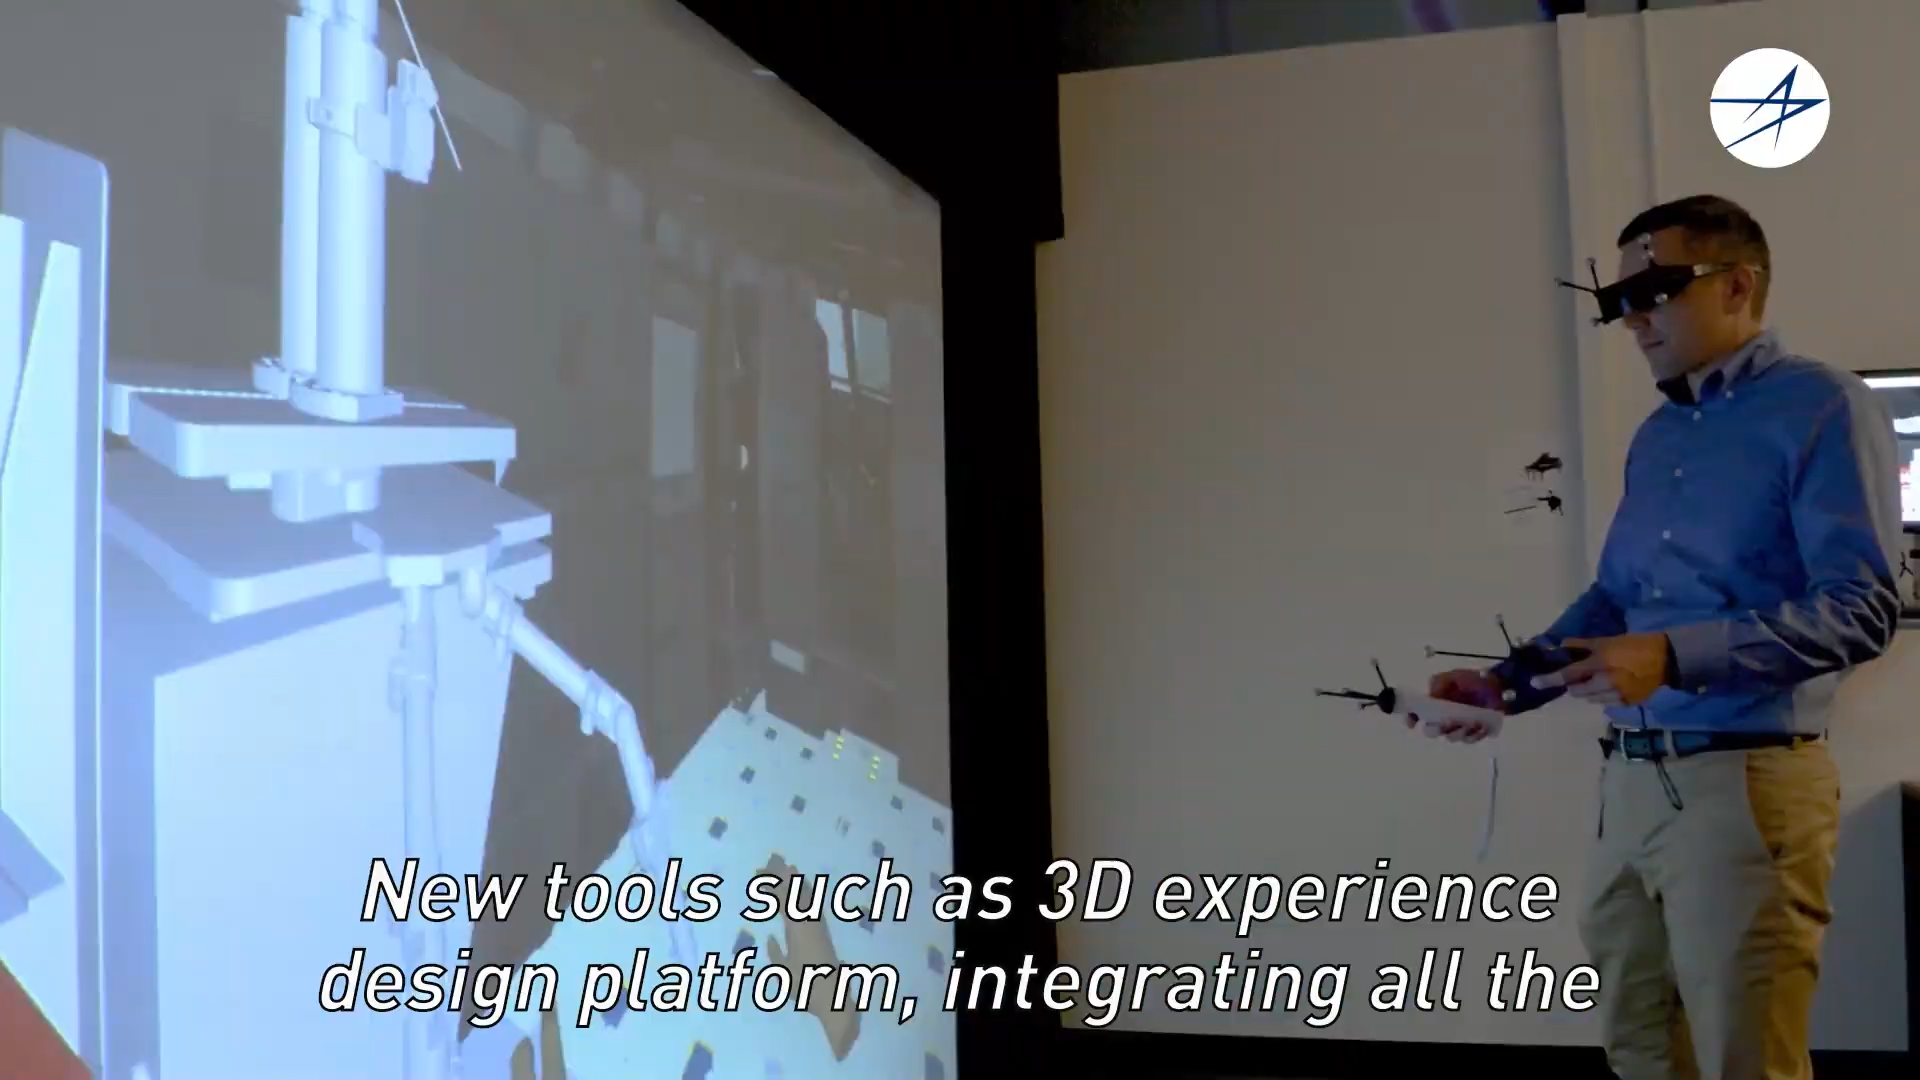 New tools such as 3D experience
design platform, integrating all the